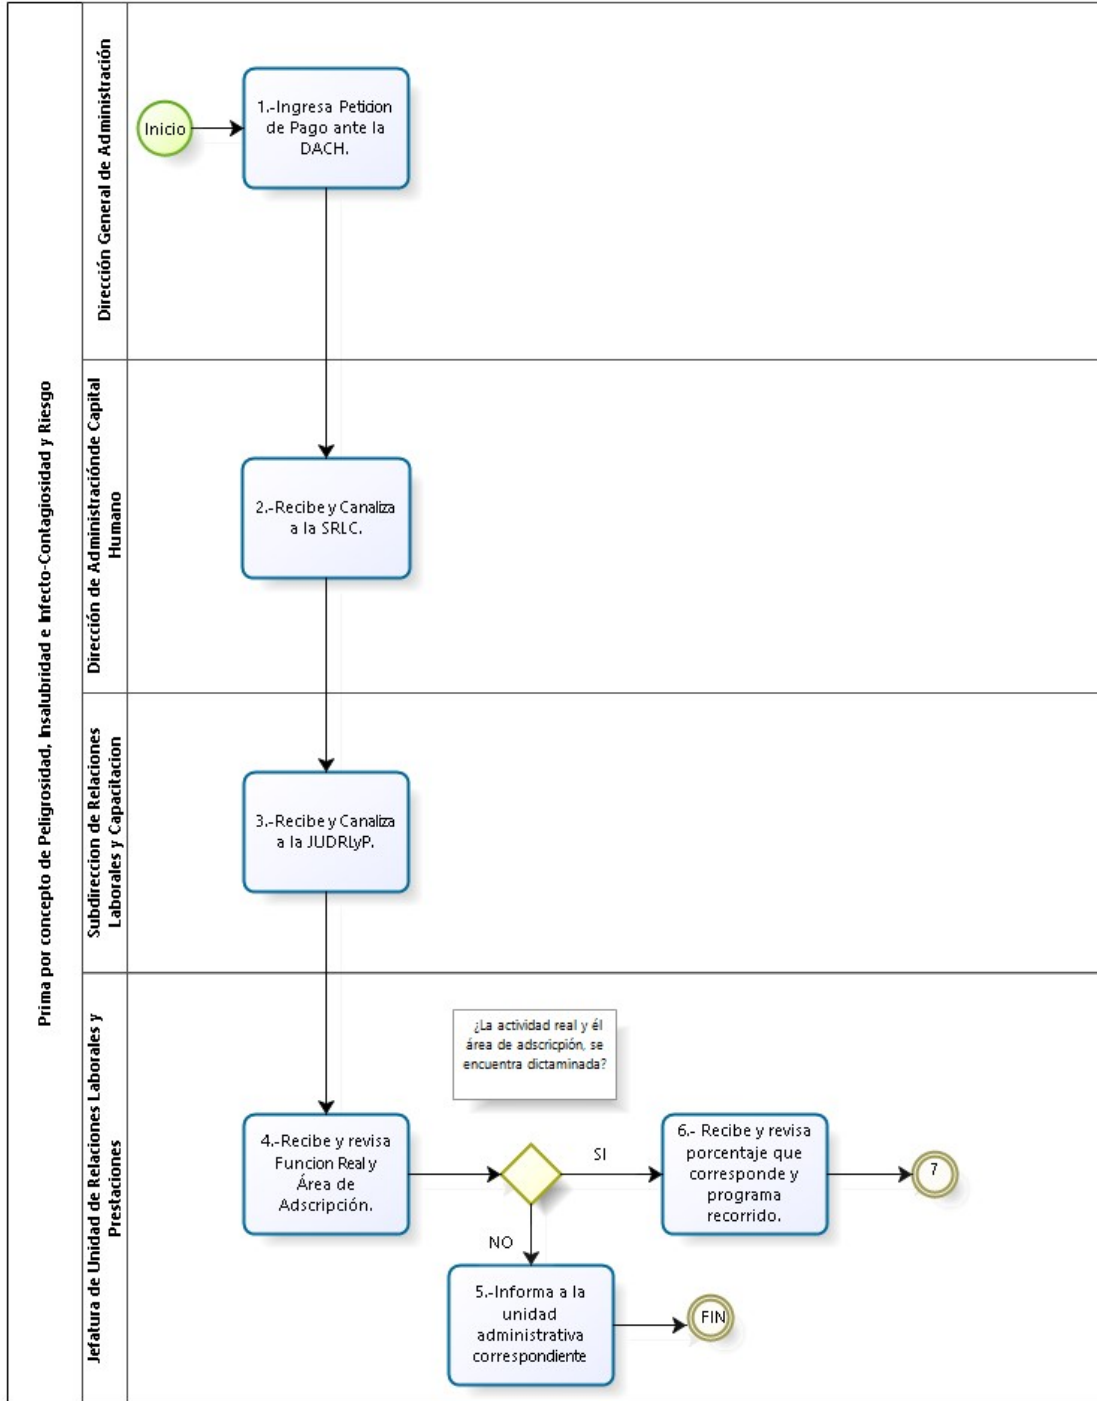 Prima por concepto de Peligrosidad, Insalubridad e Infecto-Contagiosidad y Riesgo
Dirección General de Administración
Inicio
1.-Ingresa Peticion
de Pago ante la
DACH.
Dirección de Administraciónde Capital
Humano
2.-Recibe y Canaliza
a la SRLC.
Subdireccion de Relaciones
Laborales y Capacitacion
3.-Recibe y Canaliza
a la JUDRLyP.
Jefatura de Unidad de Relaciones Laborales y
Prestaciones
¿La actividad real y él
área de adscricpión, se
encuentra dictaminada?
4.-Recibe y revisa
Funcion Real y
Área de
Adscripción.
SI
6.- Recibe y revisa
porcentaje que
corresponde y
programa
recorrido.
7
NO
5.-Informa a la
unidad
administrativa
correspondiente
FIN